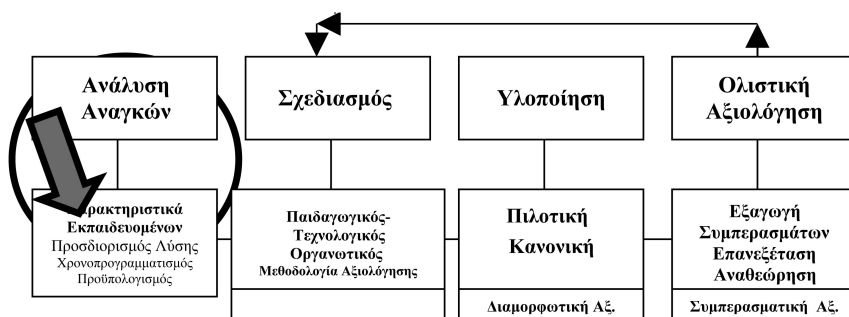 Ανάλυση
Αναγκών
Σχεδιασμός
Υλοποίηση
Ολιστική
Αξιολόγηση
Εκπαιδευομένων
Προσδιορισμός Λύσης
Χρονοπρογραμματισμός
Προϋπολογισμός
Παιδαγωγικός-
Τεχνολογικός
Οργανωτικός
Μεθοδολογία Αξιολόγησης
Πιλοτική
Κανονική
Διαμορφωτική Αξ.
Εξαγωγή
Συμπερασμάτων
Επανεξέταση
Αναθεώρηση
Συμπερασματική Αξ.